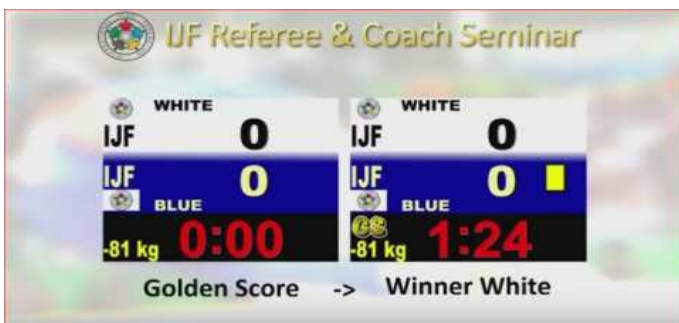 IJF Referee & Coach Seminar
WHITE
IJF 0
IJF 0
BLUE
-81 kg 0:00
WHITE
IJF 0
IJF 0
BLUE
GS
-81 kg 1:24
Golden Score -> Winner White